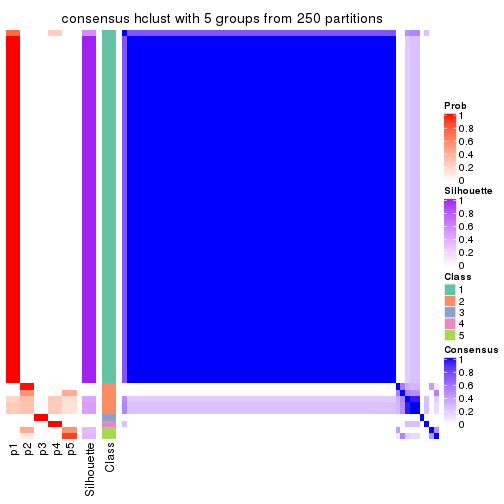 consensus hclust with 5 groups from 250 partitions
Prob
1
0.8
0.6
0.4
0.2
0
Silhouette
1
0.8
0.6
0.4
0.2
0
Class
1
2
3
4
5
Consensus
1
0.8
0.6
0.4
0.2
0
p1
p2
p3
p4
p5
Silhouette
Class